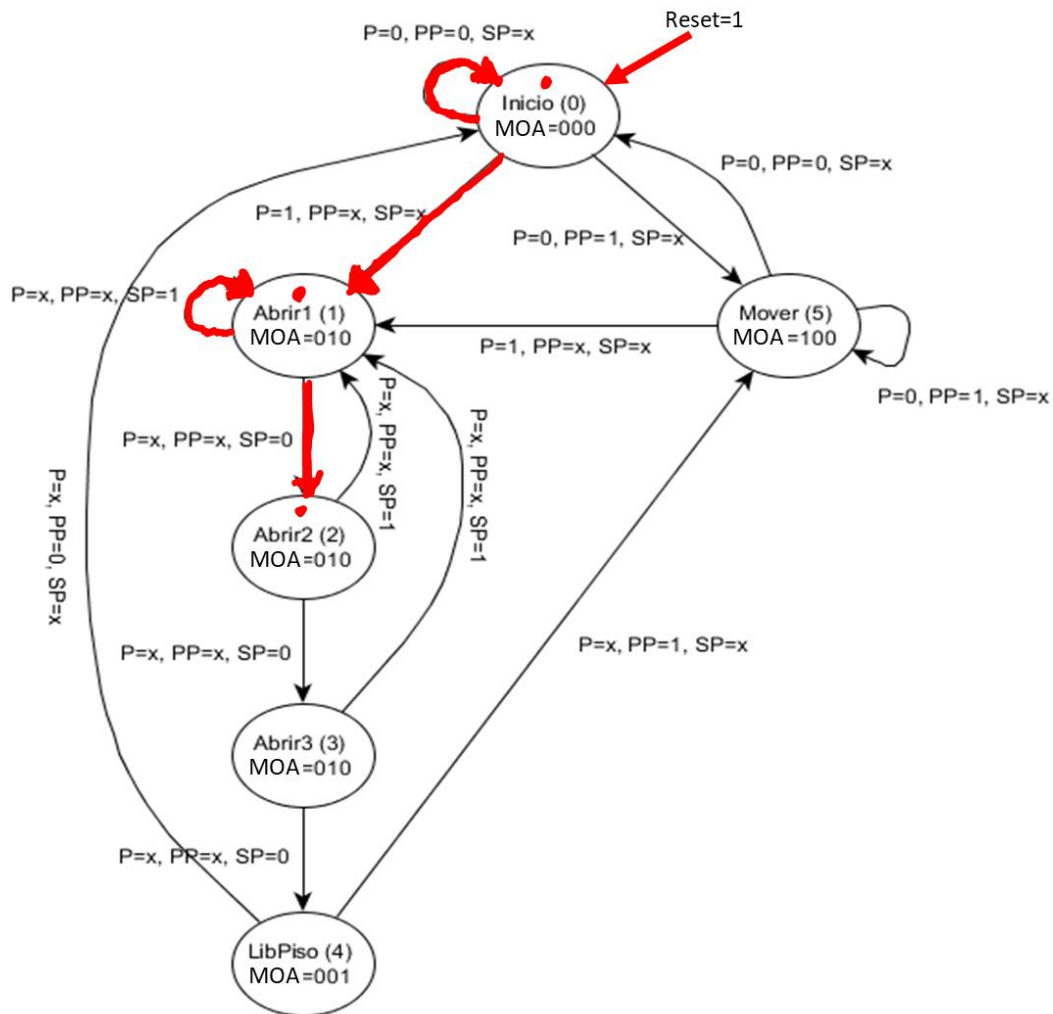 Reset=1
P=0, PP=0, SP=x
Inicio (0)
MOA=000
P=0, PP=0, SP=x
P=1, PP=x, SP=x
P=0, PP=1, SP=x
P=x, PP=x, SP=1
Abrir1 (1)
MOA=010
Mover (5)
MOA=100
P=1, PP=x, SP=x
P=0, PP=1, SP=x
P=x, PP=x, SP=0
P=x, PP=x, SP=1
P=x, PP=x, SP=1
Abrir2 (2)
MOA=010
P=x, PP=0, SP=x
P=x, PP=x, SP=0
P=x, PP=1, SP=x
Abrir3 (3)
MOA=010
P=x, PP=x, SP=0
LibPiso (4)
MOA=001